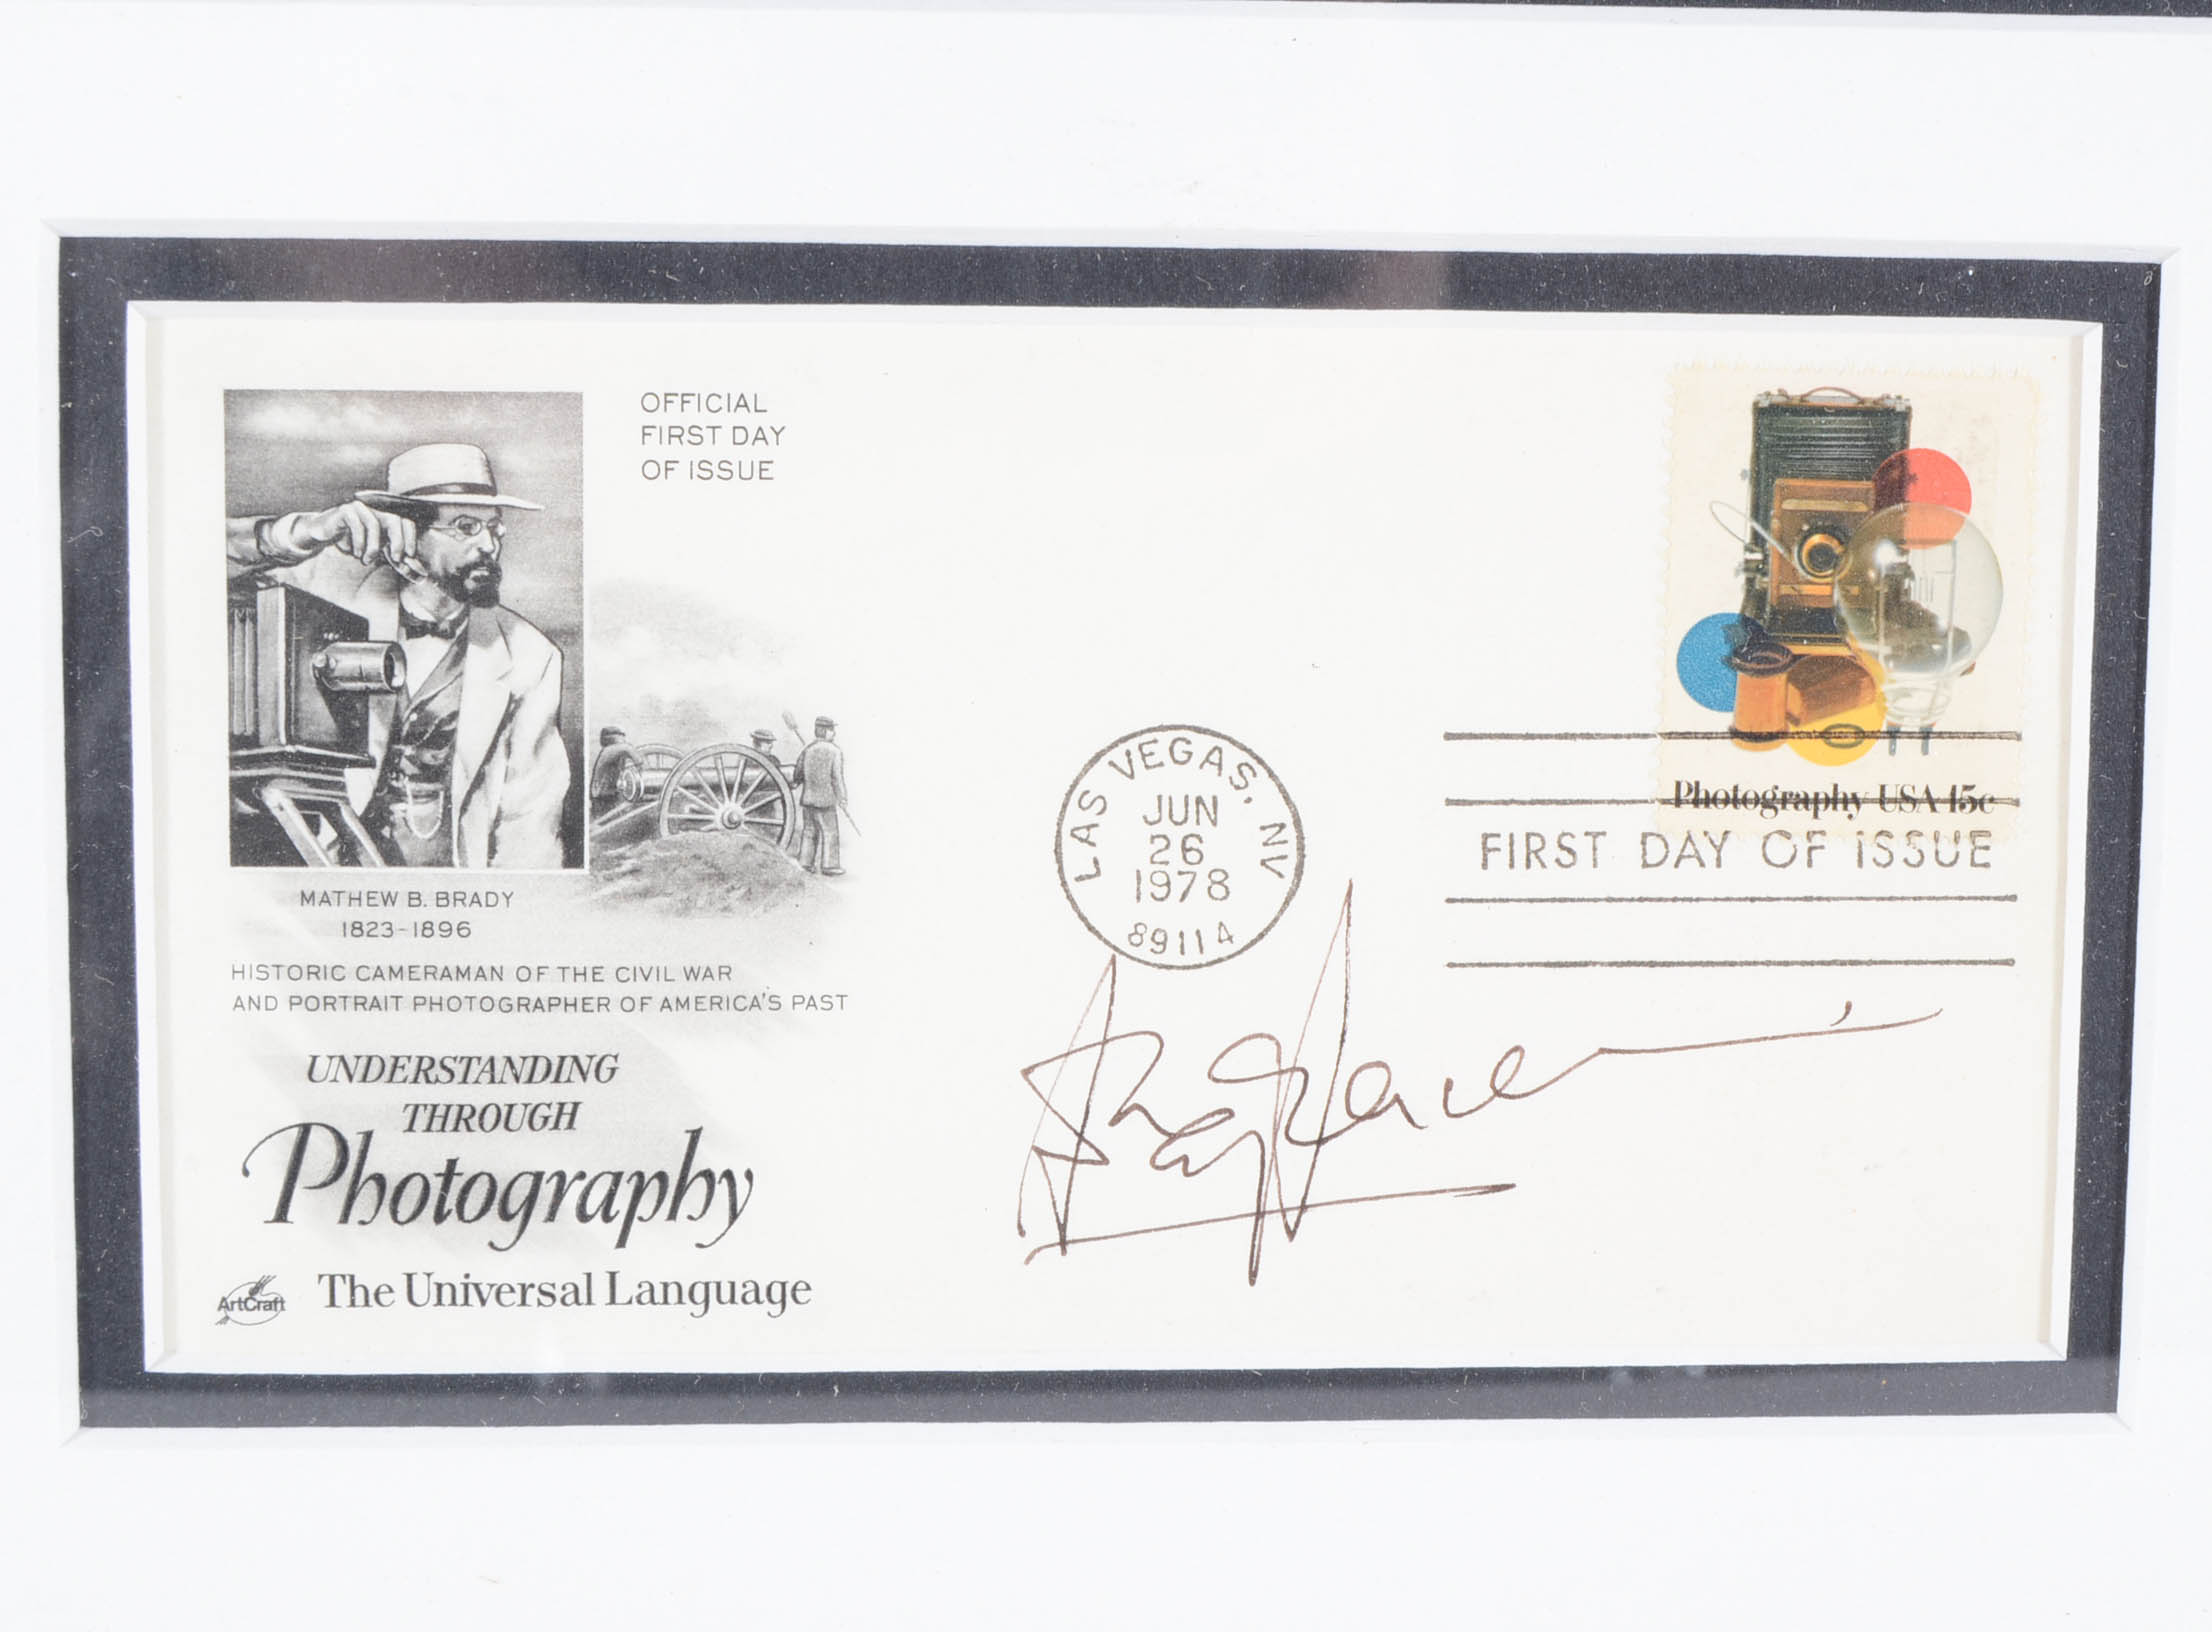 OFFICIAL
FIRST DAY
OF ISSUE
MATHEW B. BRADY
1823-1896
HISTORIC CAMERAMAN OF THE CIVIL WAR
AND PORTRAIT PHOTOGRAPHER OF AMERICA'S PAST
UNDERSTANDING
THROUGH
Photography
The Universal Language
ArtCraft
LAS VEGAS, NV
JUN
26
1978
89114
Photography USA 15c
FIRST DAY OF ISSUE